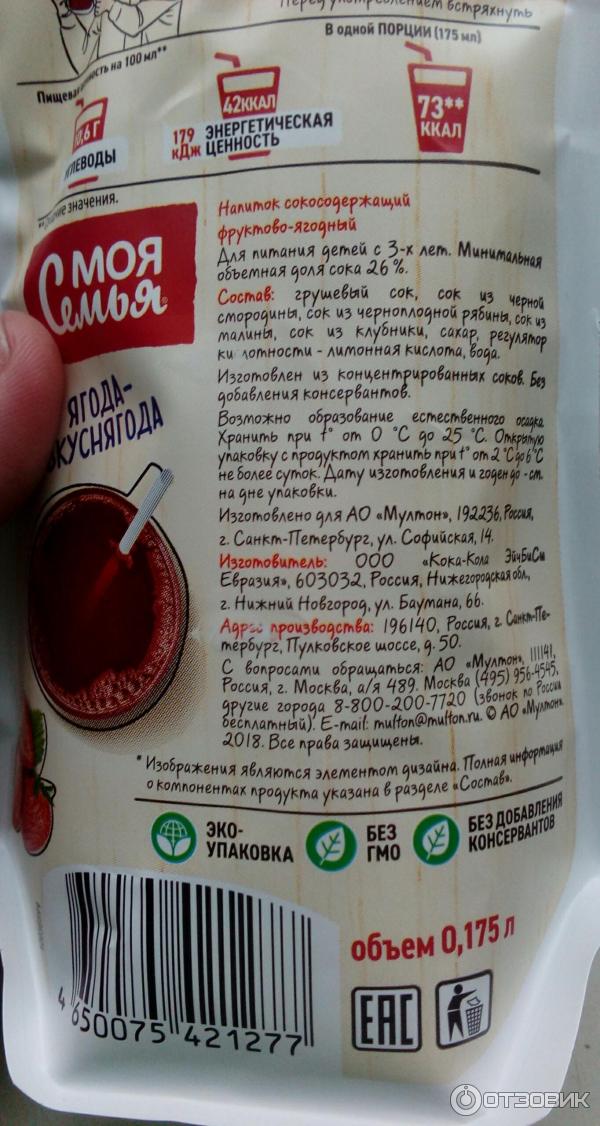 Перед употреблением встряхнуть
В одной ПОРЦИИ (175 мл)
Пищевая ценность на 100 мл**
42ККАЛ
73**
ККАЛ
179
кДж
ЭНЕРГЕТИЧЕСКАЯ
ЦЕННОСТЬ
значения.
МОЯ
Семья®
ЯГОДА-
ВКУСНЯГОДА
Напиток сокосодержащий
фруктово-ягодный
Для питания детей с 3-х лет. Минимальная
объемная доля сока 26%.
Состав: грушевый сок, сок из черной
смородины, сок из черноплодной рябины, сок из
малины, сок из клубники, сахар, регулятор
кислотности - лимонная кислота, вода.
Изготовлен из концентрированных соков. Без
добавления консервантов.
Возможно образование естественного осадка
Хранить при t° от 0 °С до 25 °С. Открытую
упаковку с продуктом хранить при t° от 2°С до 6°С
не более суток. Дату изготовления и годен до - см.
на дне упаковки.
Изготовлено для АО «Мултон», 192236, Россия,
г. Санкт-Петербург, ул. Софийская, 14.
Изготовитель: ООО «Кока-Кола ЭйчБиСи
Евразия», 603032, Россия, Нижегородская обл.,
г. Нижний Новгород, ул. Баумана, 66.
Адрес производства: 196140, Россия, г. Санкт-Пе-
тербург, Пулковское шоссе, д. 50.
С вопросами обращаться: АО «Мултон», 111141,
Россия, г. Москва, а/я 489. Москва (495) 956-4545,
другие города 8-800-200-7720 (звонок по России
бесплатный). E-mail: multon@multon.ru. © АО «Мултон»
2018. Все права защищены.
* Изображения являются элементом дизайна. Полная информация
о компонентах продукта указана в разделе «Состав».
ЭКО-
УПАКОВКА
БЕЗ
ГМО
БЕЗ ДОБАВЛЕНИЯ
КОНСЕРВАНТОВ
объем 0,175 л
4 650075 421277
EAC
ОТЗОВИК